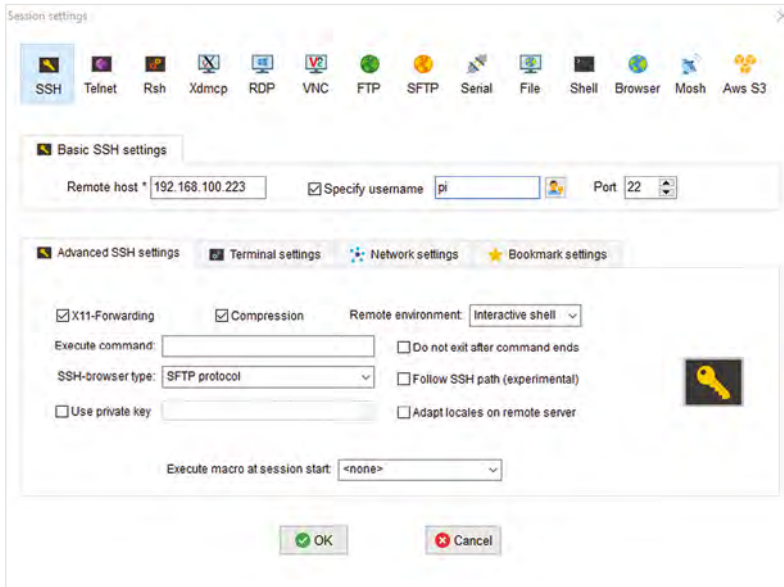 Session settings
SSH Telnet Rsh Xdmcp RDP VNC FTP SFTP Serial File Shell Browser Mosh Aws S3
Basic SSH settings
Remote host * 192.168.100.223 Specify username pi Port 22
Advanced SSH settings Terminal settings Network settings Bookmark settings
X11-Forwarding Compression Remote environment: Interactive shell
Execute command: Do not exit after command ends
SSH-browser type: SFTP protocol Follow SSH path (experimental)
Use private key Adapt locales on remote server
Execute macro at session start: <none>
OK Cancel